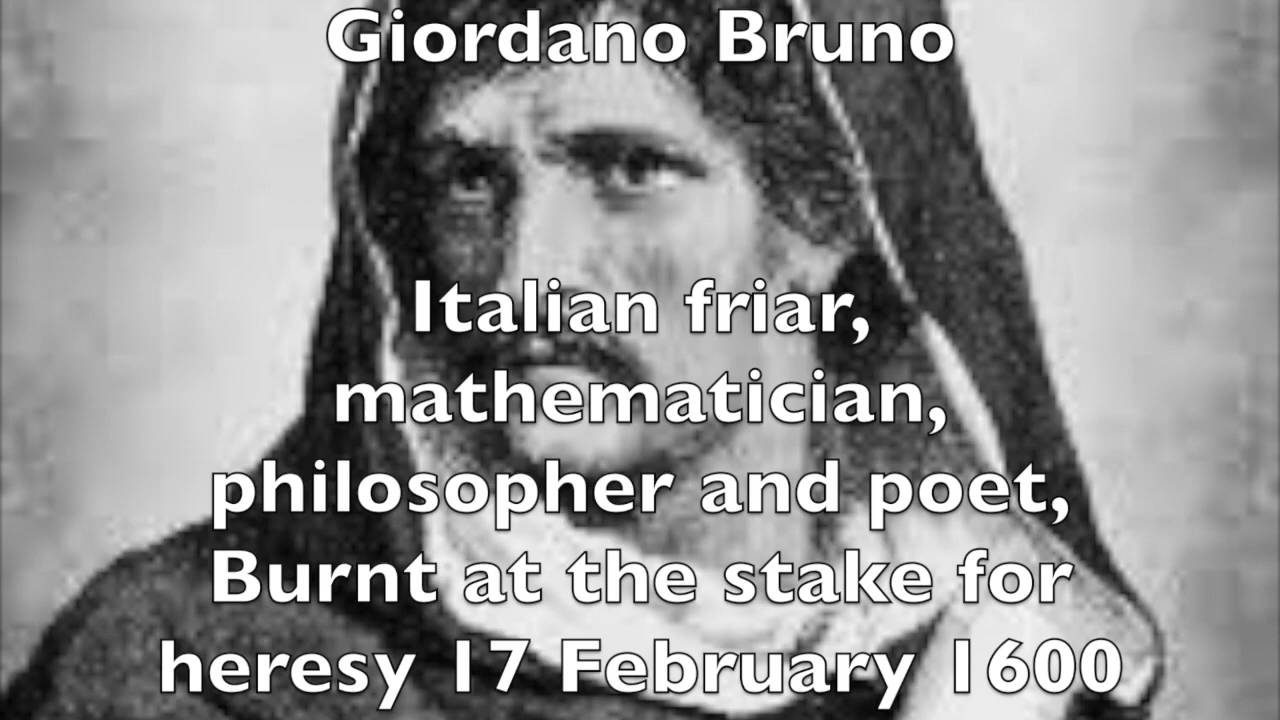 Giordano Bruno
Italian friar,
mathematician,
philosopher and poet,
Burnt at the stake for
heresy 17 February 1600